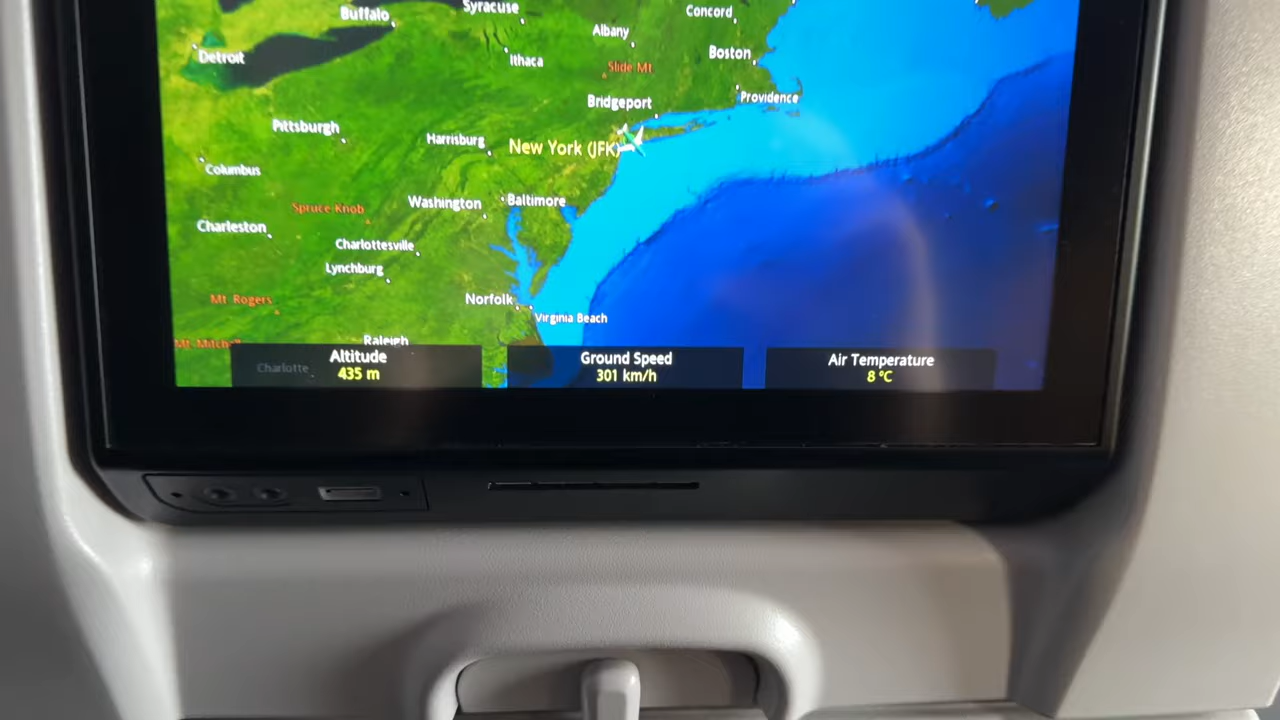 Buffalo
Syracuse
Concord
Albany
Detroit
Ithaca
Boston
Slide Mt
Bridgeport
Providence
Pittsburgh
Harrisburg
New York (JFK)
Columbus
Washington
Baltimore
Spruce Knob
Charleston
Charlottesville
Lynchburg
Mt Rogers
Norfolk
Virginia Beach
Raleigh
Charlotte
Altitude
435 m
Ground Speed
301 km/h
Air Temperature
8 °C